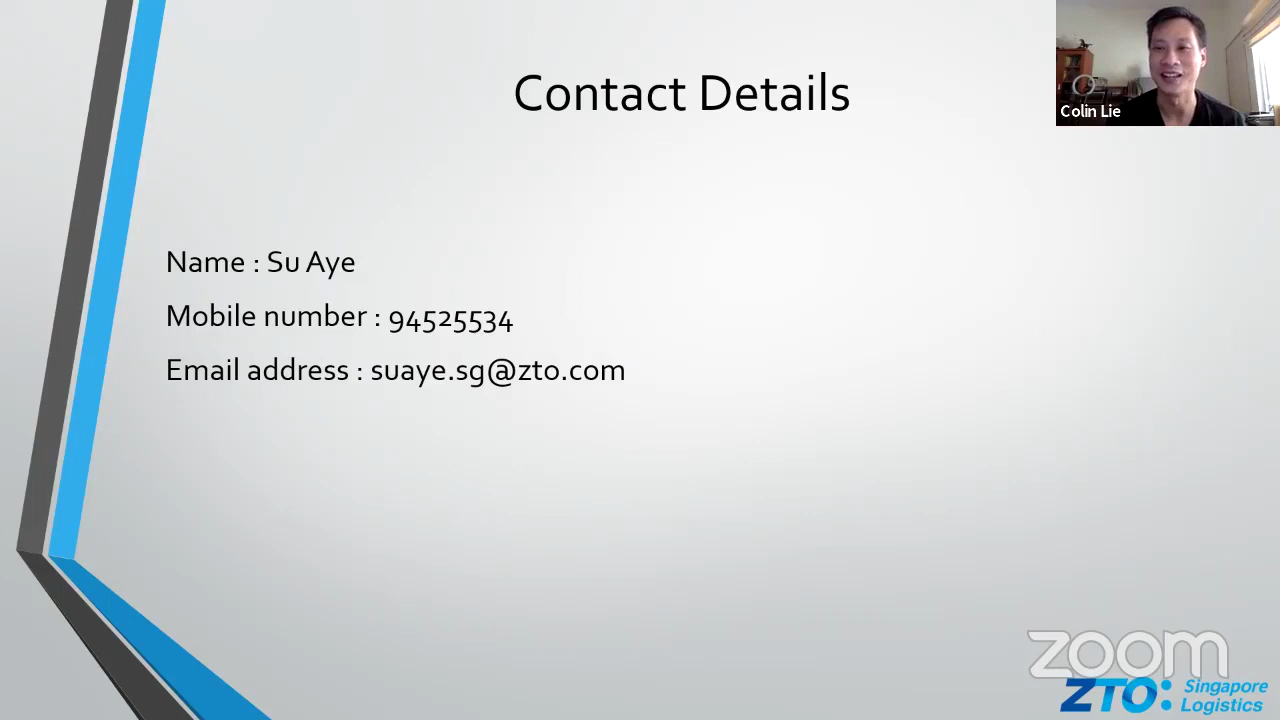 Contact Details
Colin Lie
Name : Su Aye
Mobile number : 94525534
Email address : suaye.sg@zto.com
zoom
ZTO: Singapore
Logistics